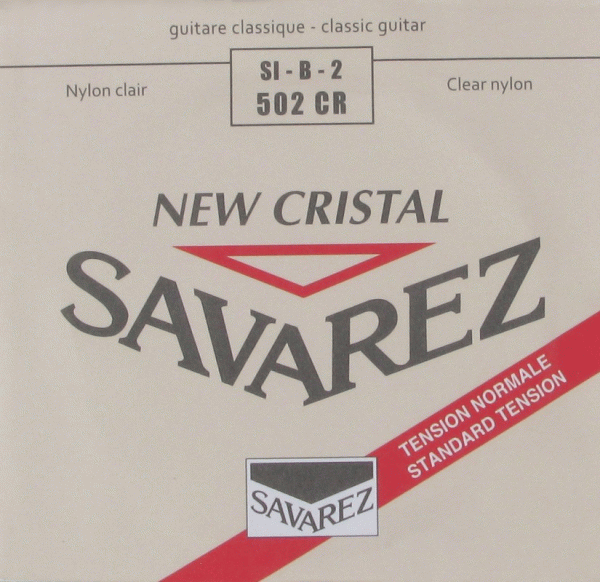 guitare classique - classic guitar
SI - B - 2
502 CR
Nylon clair
Clear nylon
NEW CRISTAL
SAVAREZ
TENSION NORMALE
STANDARD TENSION
SAVAREZ